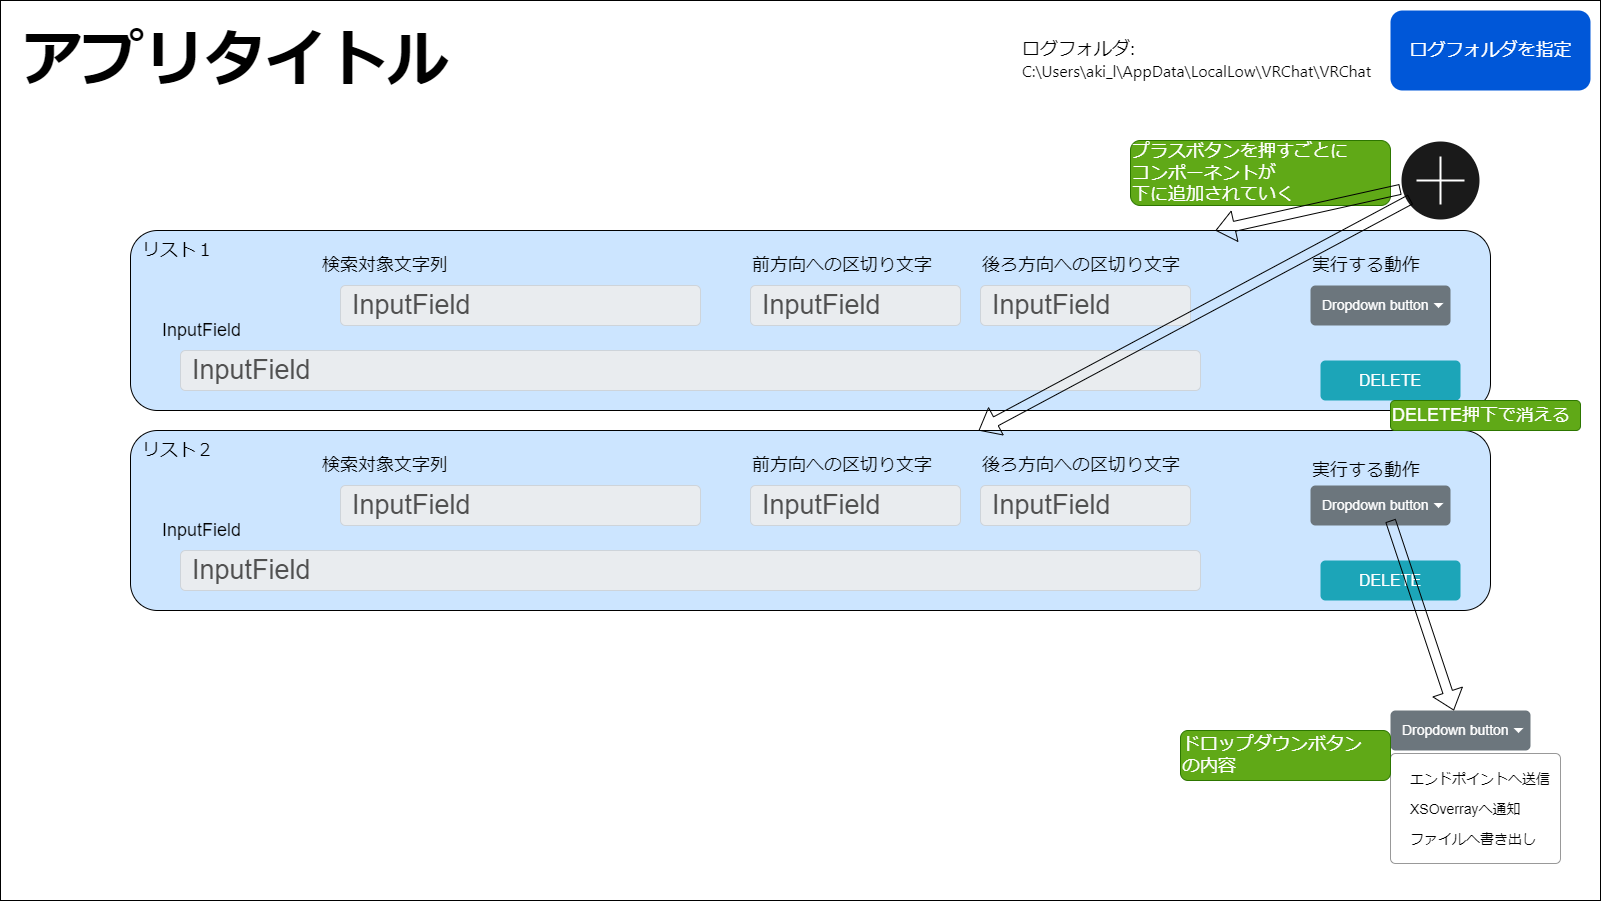 アプリタイトル
ログフォルダ:
C:\Users\aki_l\AppData\LocalLow\VRChat\VRChat
ログフォルダを指定
プラスボタンを押すごとに
コンポーネントが
下に追加されていく
リスト１
検索対象文字列
前方向への区切り文字
後ろ方向への区切り文字
実行する動作
InputField
InputField
InputField
Dropdown button
InputField
InputField
DELETE
DELETE押下で消える
リスト２
検索対象文字列
前方向への区切り文字
後ろ方向への区切り文字
実行する動作
InputField
InputField
InputField
Dropdown button
InputField
InputField
DELETE
Dropdown button
ドロップダウンボタン
の内容
エンドポイントへ送信
XSOverrayへ通知
ファイルへ書き出し